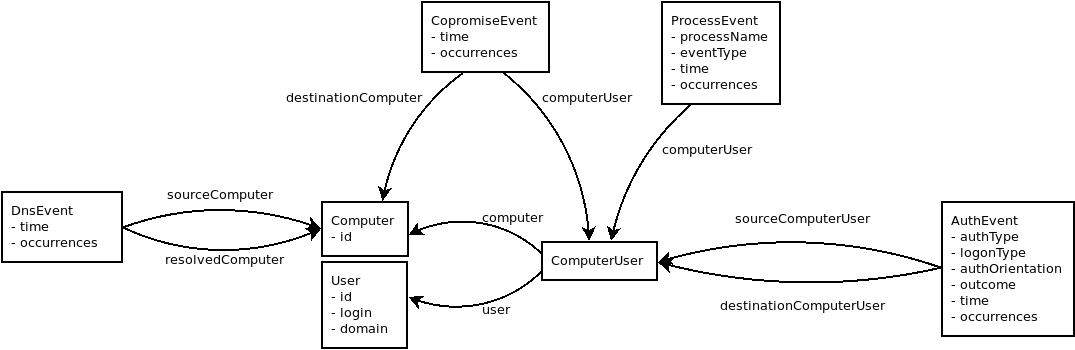 CopromiseEvent
- time
- occurrences
ProcessEvent
- processName
- eventType
- time
- occurrences
destinationComputer
computerUser
computerUser
DnsEvent
- time
- occurrences
sourceComputer
resolvedComputer
Computer
- id
User
- id
- login
- domain
computer
user
ComputerUser
sourceComputerUser
destinationComputerUser
AuthEvent
- authType
- logonType
- authOrientation
- outcome
- time
- occurrences